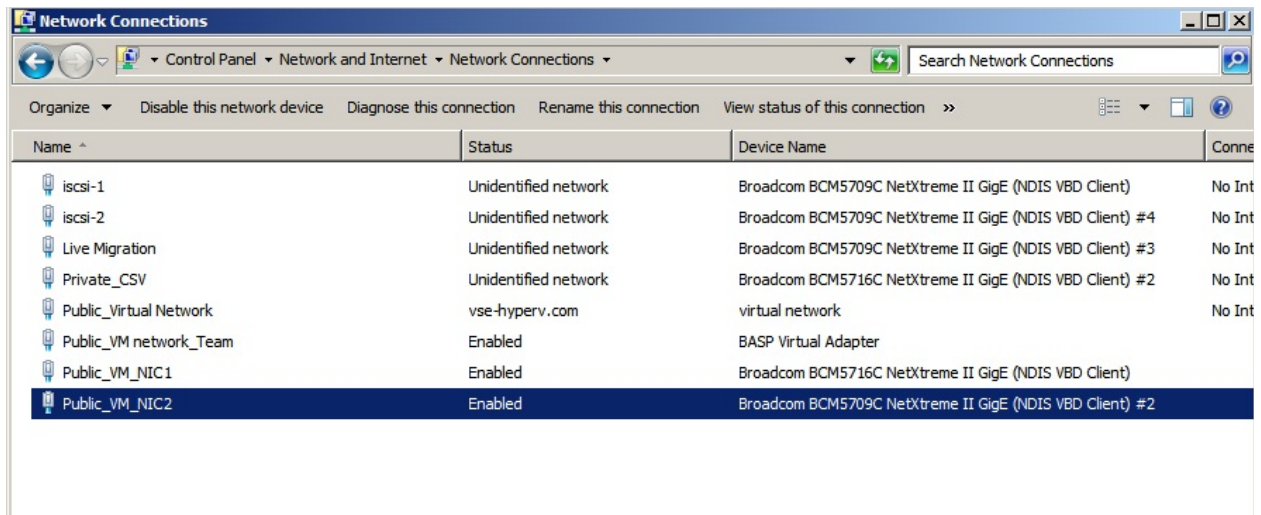 Network Connections
Control Panel Network and Internet Network Connections Search Network Connections
Organize Disable this network device Diagnose this connection Rename this connection View status of this connection »
Name Status Device Name Conne
iscsi-1 Unidentified network Broadcom BCM5709C NetXtreme II GigE (NDIS VBD Client) No Int
iscsi-2 Unidentified network Broadcom BCM5709C NetXtreme II GigE (NDIS VBD Client) #4 No Int
Live Migration Unidentified network Broadcom BCM5709C NetXtreme II GigE (NDIS VBD Client) #3 No Int
Private_CSV Unidentified network Broadcom BCM5716C NetXtreme II GigE (NDIS VBD Client) #2 No Int
Public_Virtual Network vse-hyperv.com virtual network No Int
Public_VM network_Team Enabled BASP Virtual Adapter
Public_VM_NIC1 Enabled Broadcom BCM5716C NetXtreme II GigE (NDIS VBD Client)
Public_VM_NIC2 Enabled Broadcom BCM5709C NetXtreme II GigE (NDIS VBD Client) #2